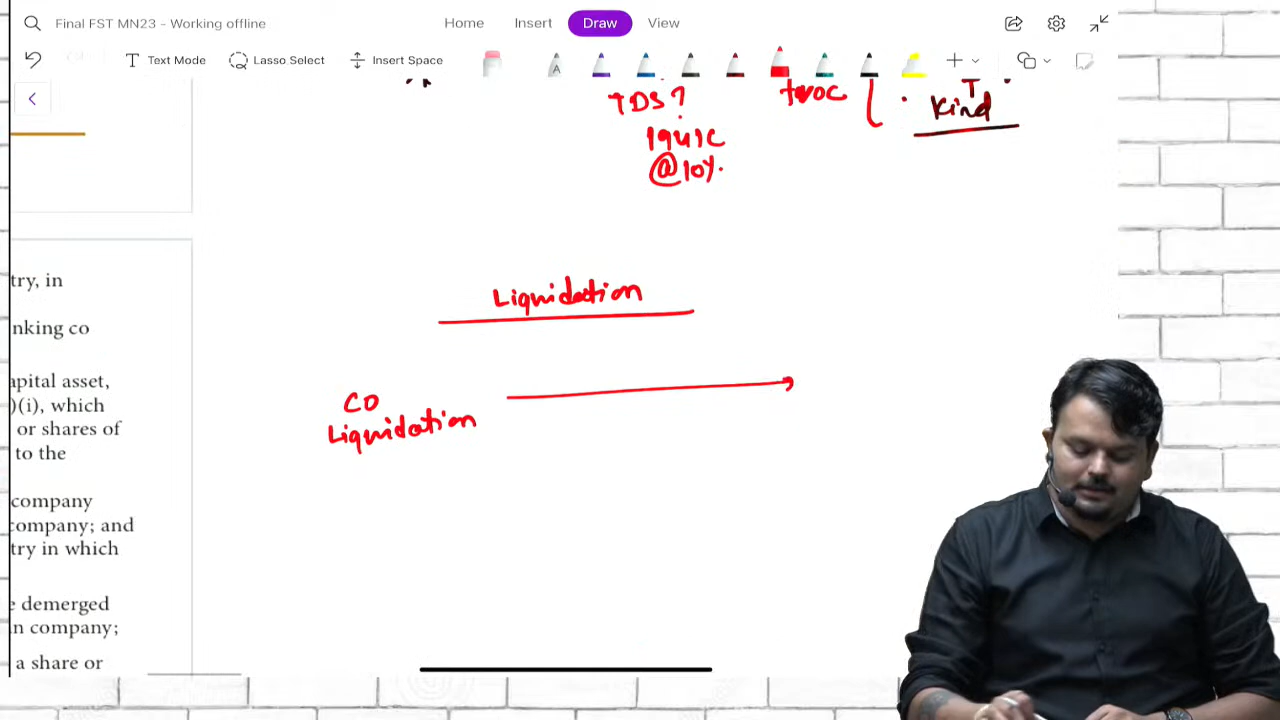 Final FST MN23 - Working offline
Home Insert Draw View
Text Mode Lasso Select Insert Space
TDS?
194IC
@10%.
Kind
Liquidation
CO
Liquidation
try, in
nking co
apital asset,
)(i), which
or shares of
to the
company
company; and
try in which
e demerged
n company;
a share or